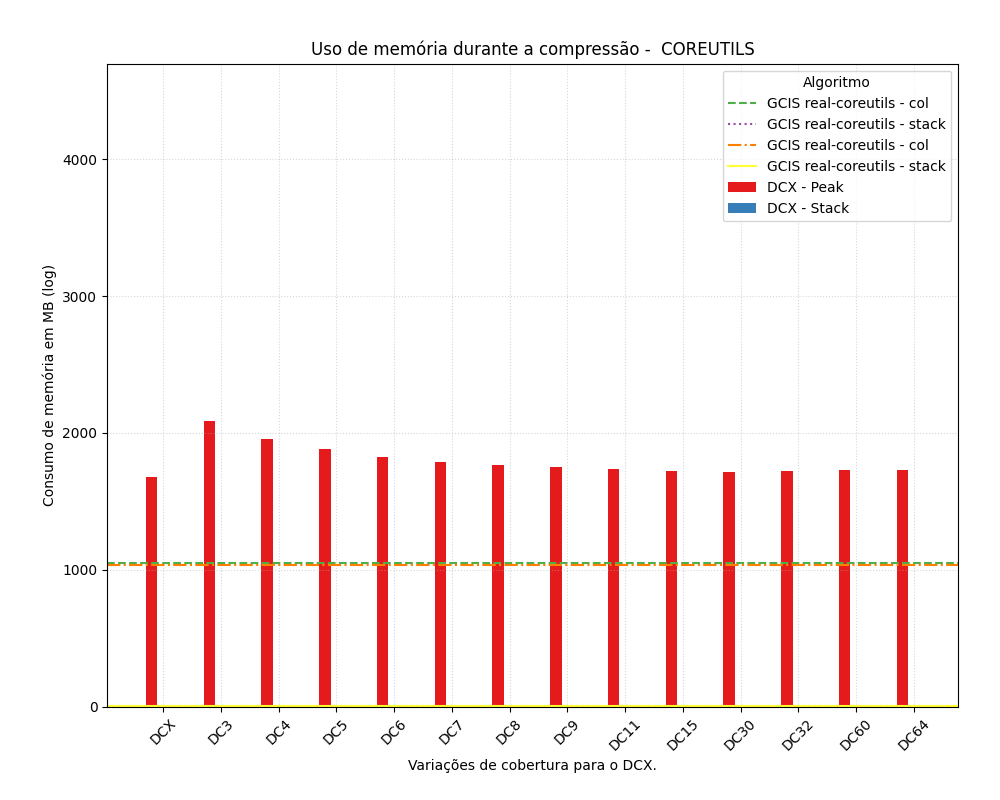 Uso de memória durante a compressão -  COREUTILS
Algoritmo
GCIS real-coreutils - col
GCIS real-coreutils - stack
GCIS real-coreutils - col
GCIS real-coreutils - stack
DCX - Peak
DCX - Stack
Consumo de memória em MB (log)
4000
3000
2000
1000
0
DCX
DC3
DC4
DC5
DC6
DC7
DC8
DC9
DC11
DC15
DC30
DC32
DC60
DC64
Variações de cobertura para o DCX.